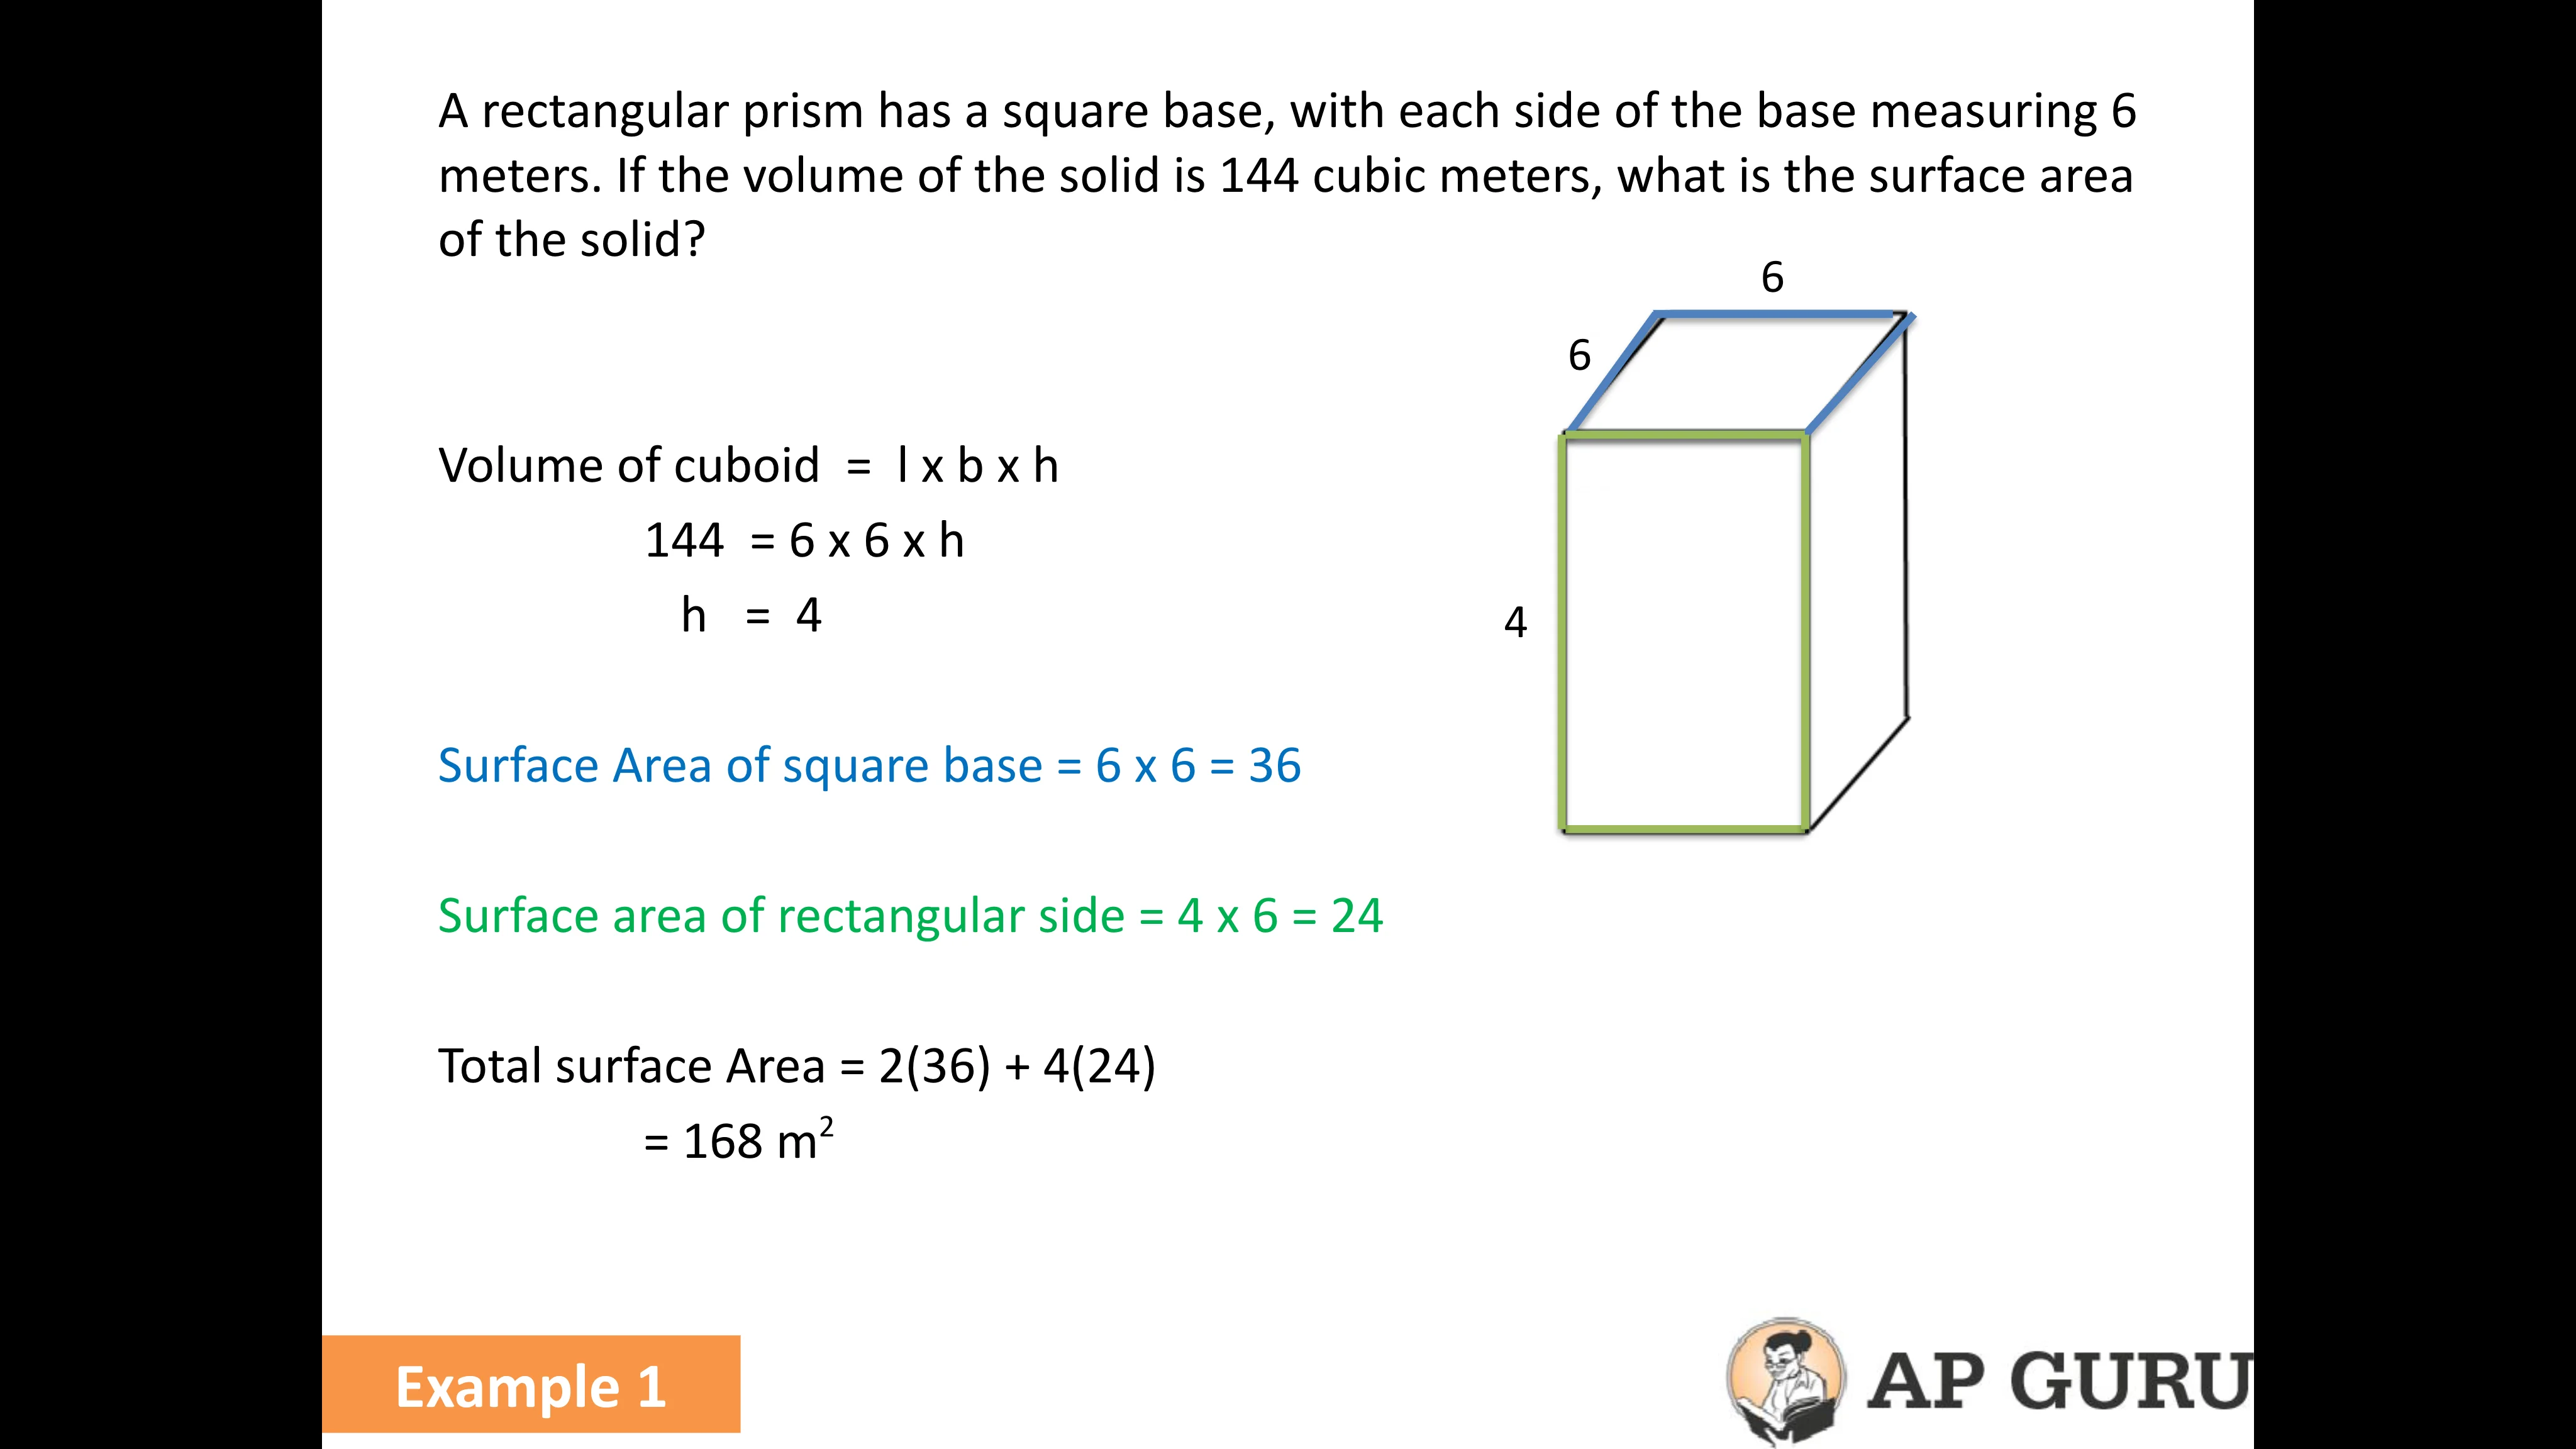 A rectangular prism has a square base, with each side of the base measuring 6
meters. If the volume of the solid is 144 cubic meters, what is the surface area
of the solid?
6
6
Volume of cuboid = l x b x h
144 = 6 x 6 x h
h = 4
4
Surface Area of square base = 6 x 6 = 36
Surface area of rectangular side = 4 x 6 = 24
Total surface Area = 2(36) + 4(24)
= 168 m²
Example 1
AP GURU